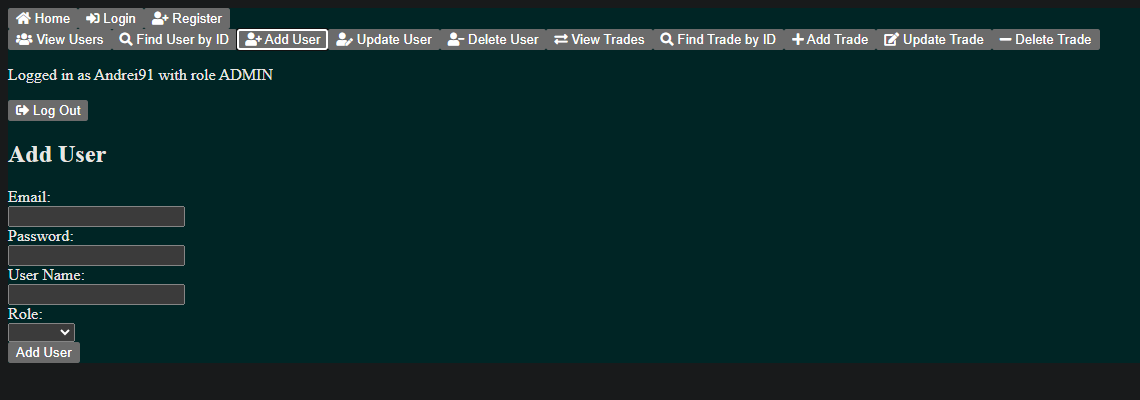 Home Login Register
View Users Find User by ID Add User Update User Delete User View Trades Find Trade by ID Add Trade Update Trade Delete Trade
Logged in as Andrei91 with role ADMIN
Log Out
Add User
Email:
Password:
User Name:
Role:
Add User